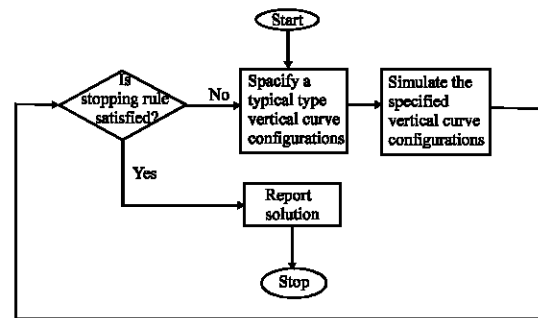 Start
Is
stopping rule
satisfied?
No
Spacify a
typical type
vertical curve
configurations
Simulate the
specified
vertical curve
configurations
Yes
Report
solution
Stop